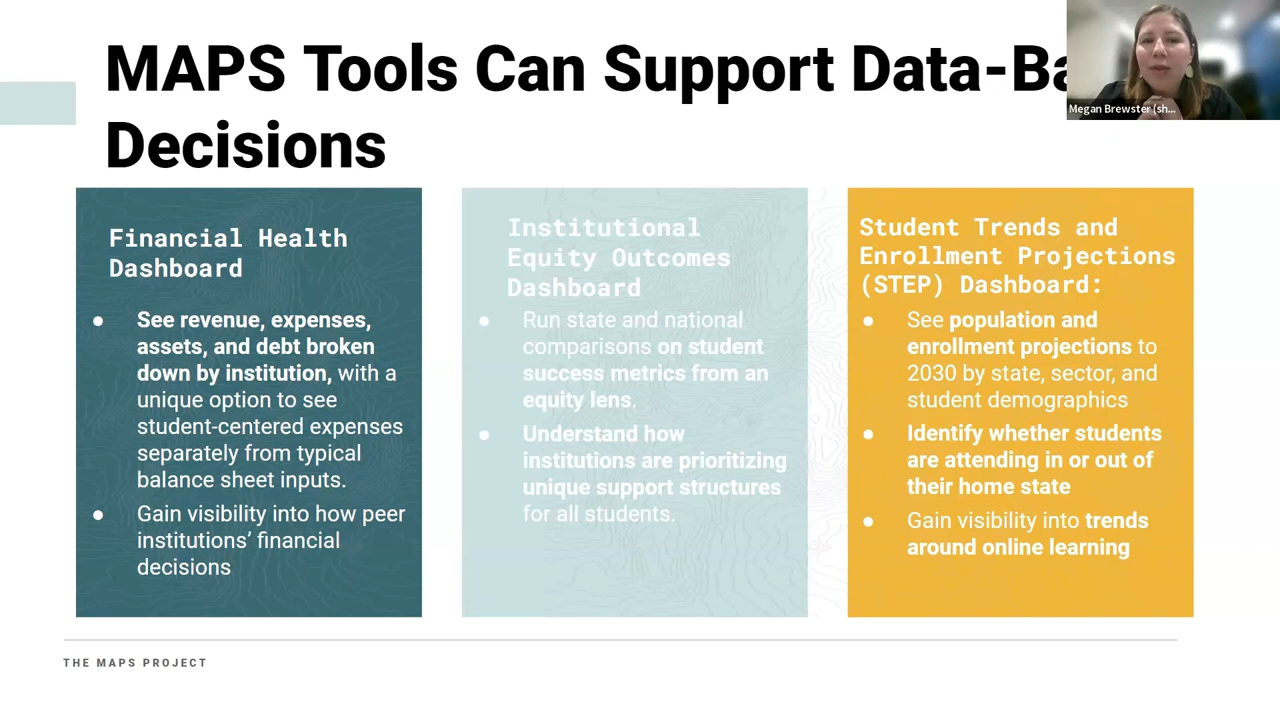 MAPS Tools Can Support Data-Ba
Decisions
Megan Brewster (sh...
Financial Health
Dashboard
● See revenue, expenses,
assets, and debt broken
down by institution, with a
unique option to see
student-centered expenses
separately from typical
balance sheet inputs.
● Gain visibility into how peer
institutions’ financial
decisions
Institutional
Equity Outcomes
Dashboard
● Run state and national
comparisons on student
success metrics from an
equity lens.
● Understand how
institutions are prioritizing
unique support structures
for all students.
Student Trends and
Enrollment Projections
(STEP) Dashboard:
● See population and
enrollment projections to
2030 by state, sector, and
student demographics
● Identify whether students
are attending in or out of
their home state
● Gain visibility into trends
around online learning
THE MAPS PROJECT